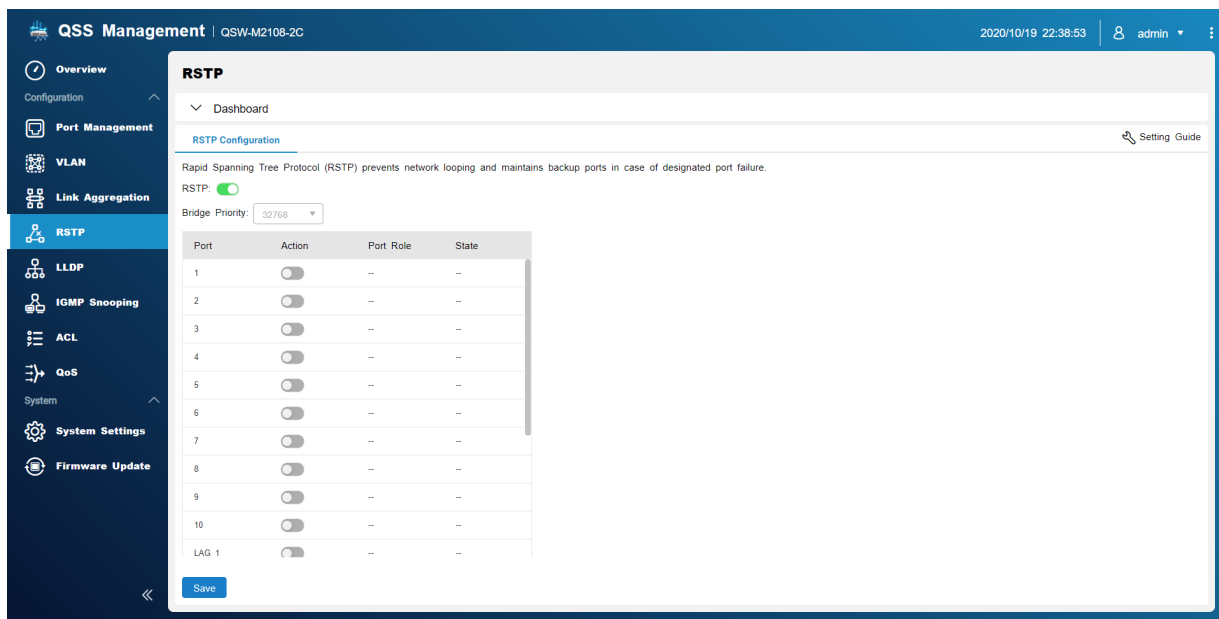 QSS Management | QSW-M2108-2C 2020/10/19 22:38:53 admin
Overview
Configuration
Port Management
VLAN
Link Aggregation
RSTP
LLDP
IGMP Snooping
ACL
QoS
System
System Settings
Firmware Update
RSTP
Dashboard
RSTP Configuration Setting Guide
Rapid Spanning Tree Protocol (RSTP) prevents network looping and maintains backup ports in case of designated port failure.
RSTP:
Bridge Priority: 32768
Port Action Port Role State
1 -- --
2 -- --
3 -- --
4 -- --
5 -- --
6 -- --
7 -- --
8 -- --
9 -- --
10 -- --
LAG 1 -- --
Save